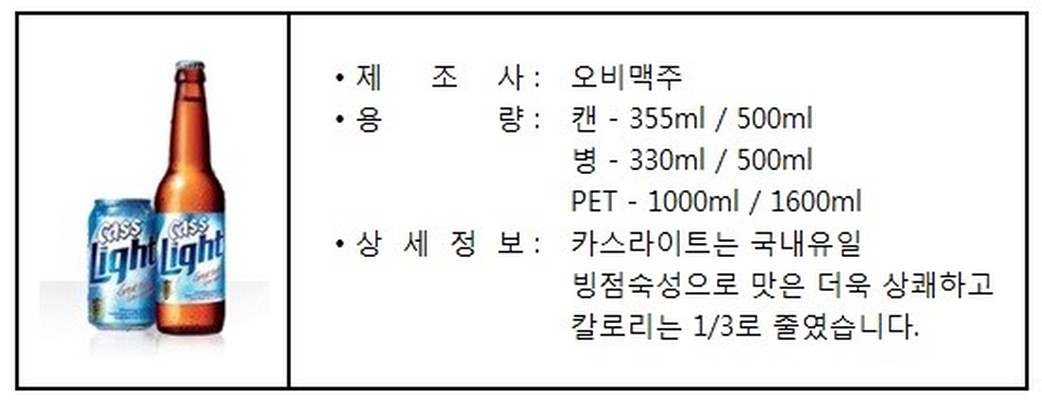 cass
Light
cass
Light
• 제 조 사 : 오비맥주
• 용 량 : 캔 - 355ml / 500ml
병 - 330ml / 500ml
PET - 1000ml / 1600ml
• 상 세 정 보 : 카스라이트는 국내유일
빙점숙성으로 맛은 더욱 상쾌하고
칼로리는 1/3로 줄였습니다.